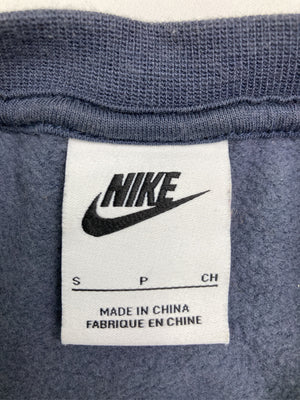 NIKE
S P CH
MADE IN CHINA
FABRIQUE EN CHINE